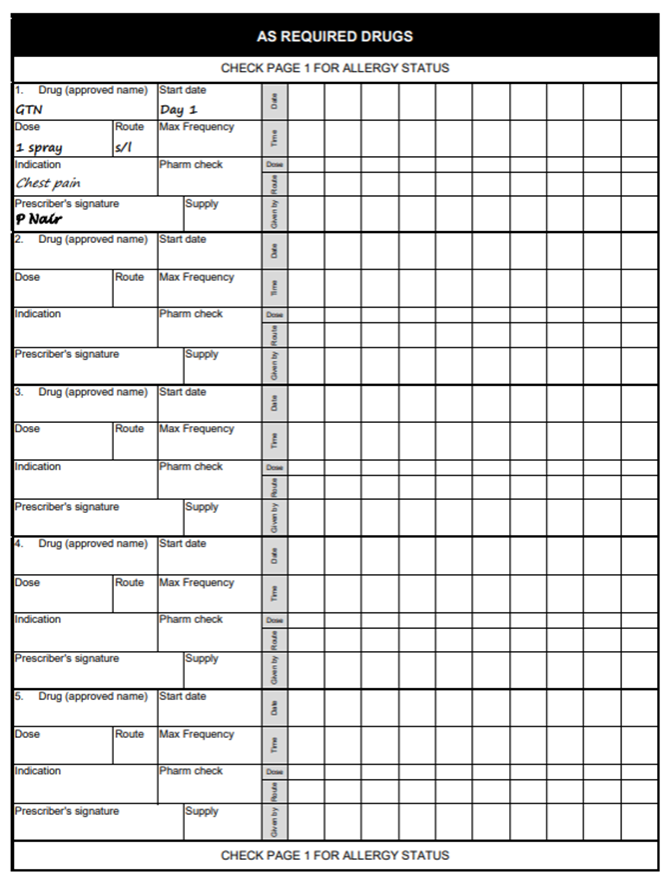 AS REQUIRED DRUGS
CHECK PAGE 1 FOR ALLERGY STATUS
1. Drug (approved name) Start date Date
GTN Day 1
Dose Route Max Frequency Time
1 spray s/l
Indication Pharm check Dose
Chest pain Route
Prescriber's signature Supply Given by
P Nair
2. Drug (approved name) Start date Date
Dose Route Max Frequency Time
Indication Pharm check Dose
Route
Prescriber's signature Supply Given by
3. Drug (approved name) Start date Date
Dose Route Max Frequency Time
Indication Pharm check Dose
Route
Prescriber's signature Supply Given by
4. Drug (approved name) Start date Date
Dose Route Max Frequency Time
Indication Pharm check Dose
Route
Prescriber's signature Supply Given by
5. Drug (approved name) Start date Date
Dose Route Max Frequency Time
Indication Pharm check Dose
Route
Prescriber's signature Supply Given by
CHECK PAGE 1 FOR ALLERGY STATUS